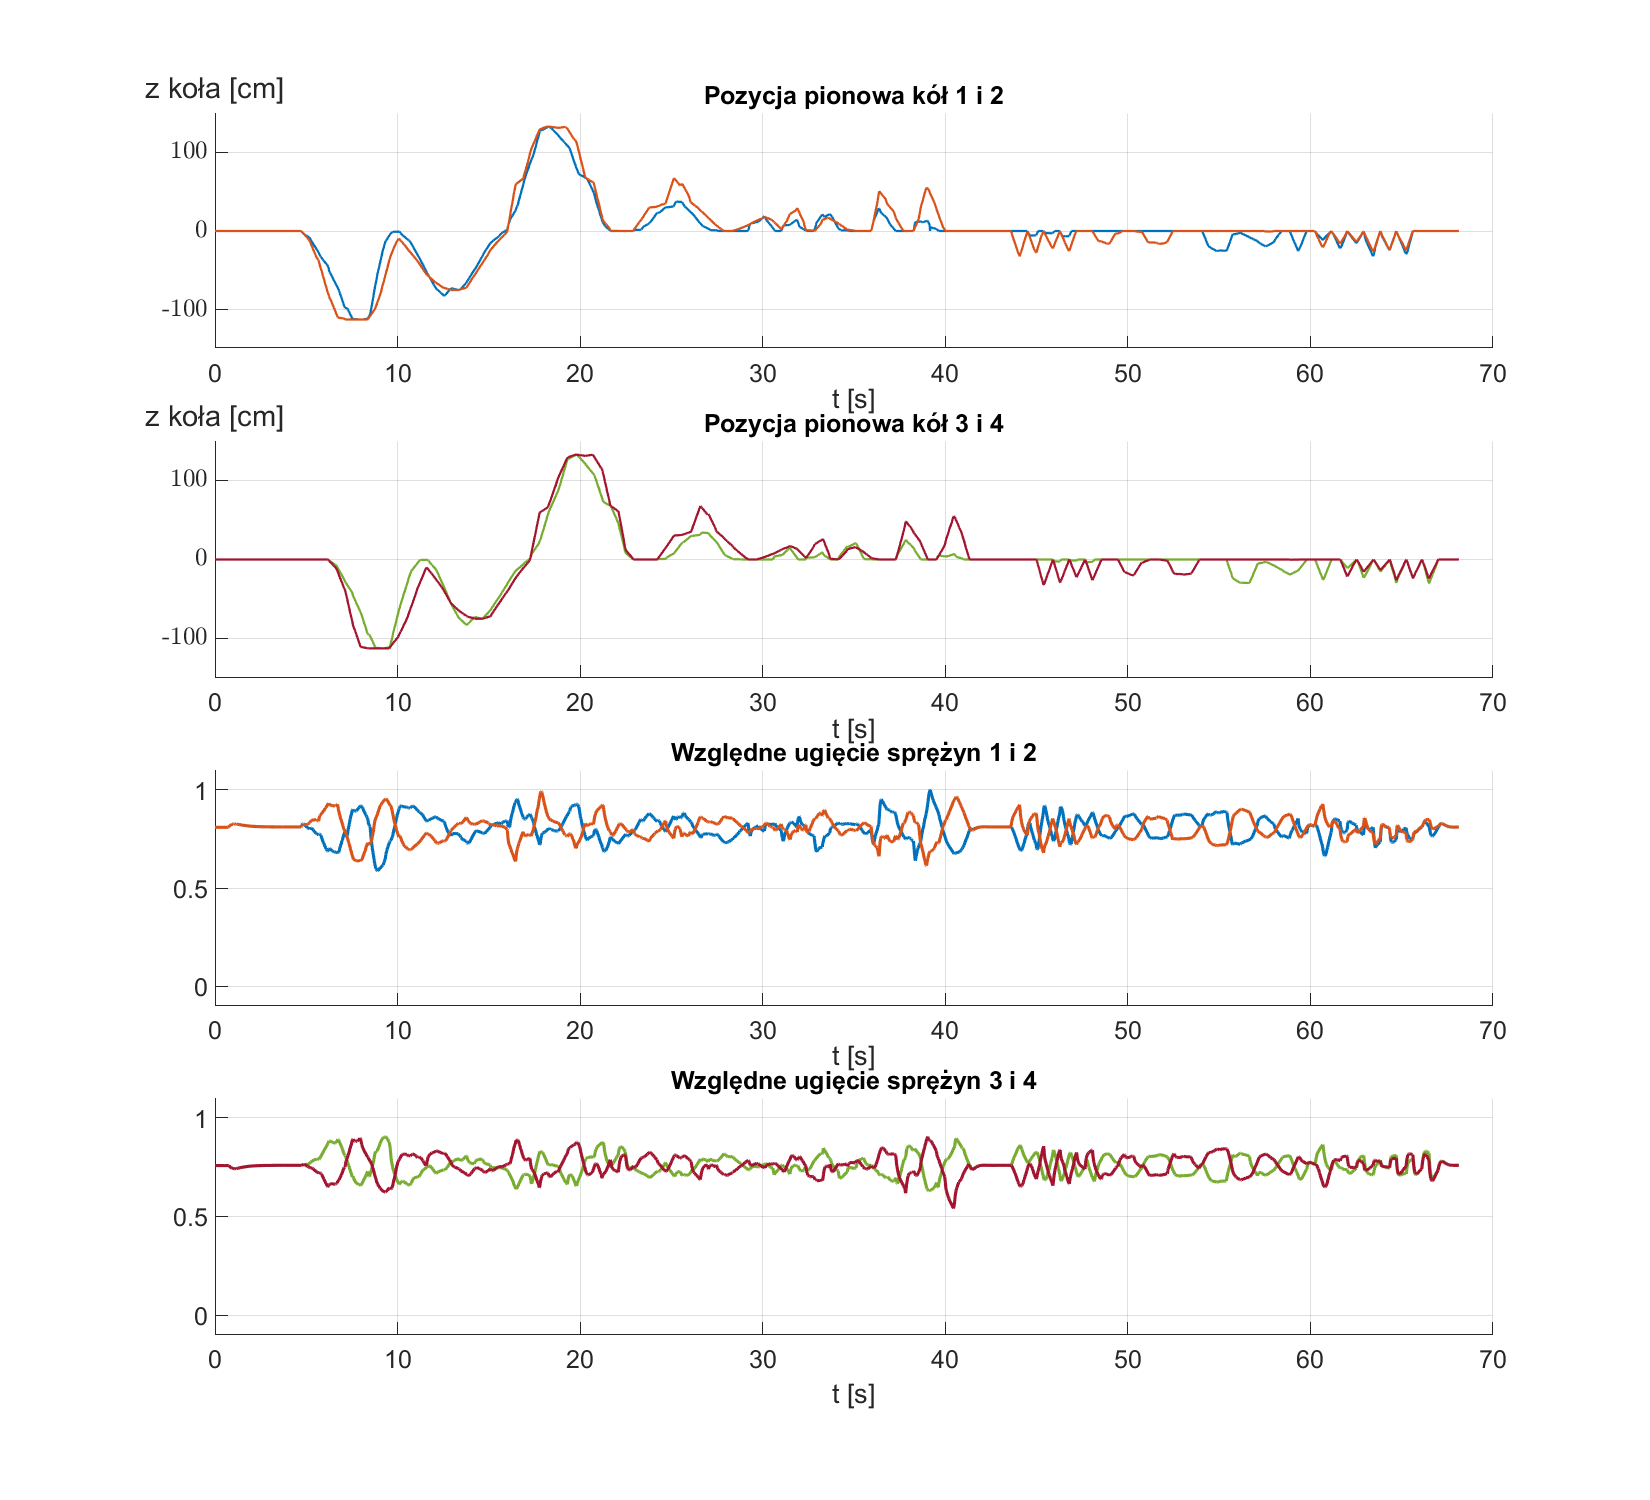 z koła [cm]
Pozycja pionowa kół 1 i 2
100
0
-100
0 10 20 30 40 50 60 70
t [s]
z koła [cm]
Pozycja pionowa kół 3 i 4
100
0
-100
0 10 20 30 40 50 60 70
t [s]
Względne ugięcie sprężyn 1 i 2
1
0.5
0
0 10 20 30 40 50 60 70
t [s]
Względne ugięcie sprężyn 3 i 4
1
0.5
0
0 10 20 30 40 50 60 70
t [s]